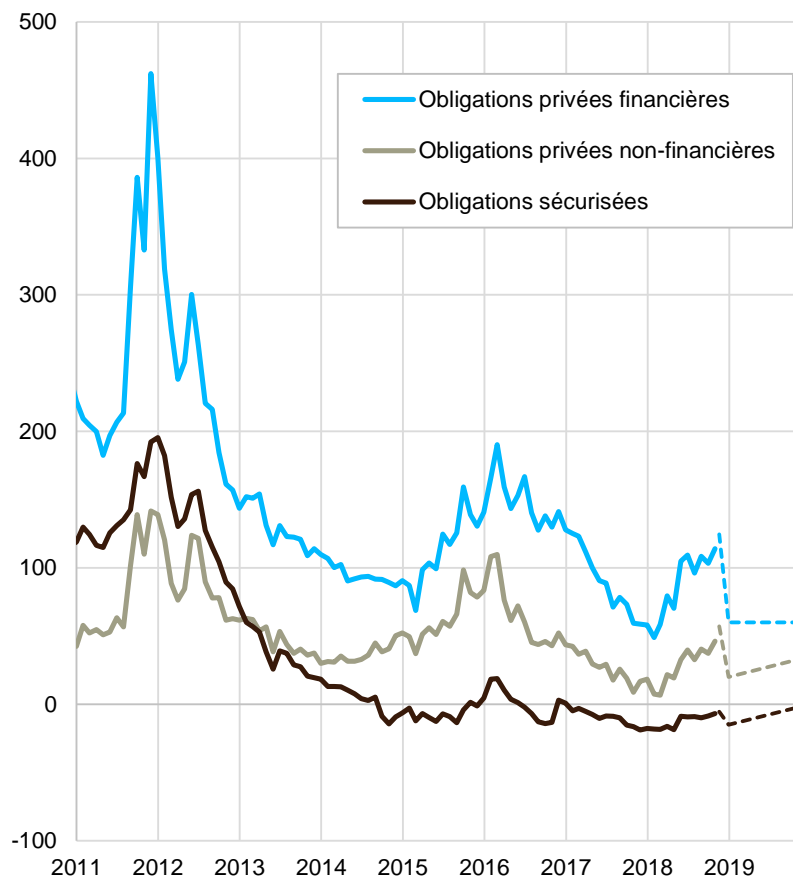 500
400
300
200
100
0
-100
Obligations privées financières
Obligations privées non-financières
Obligations sécurisées
2011 2012 2013 2014 2015 2016 2017 2018 2019